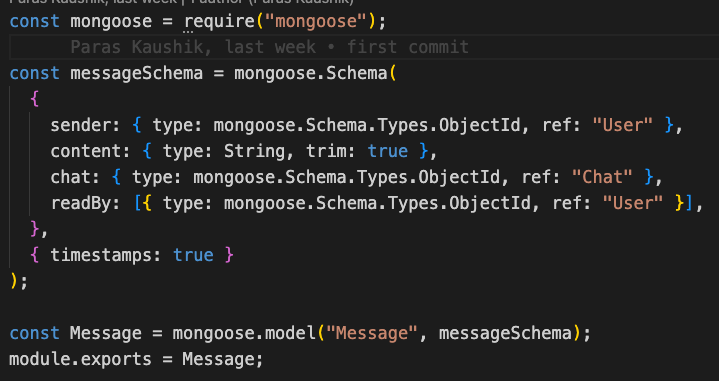 Paras Kaushik, last week | 1 author (Paras Kaushik)
const mongoose = require("mongoose");
Paras Kaushik, last week • first commit
const messageSchema = mongoose.Schema(
{
sender: { type: mongoose.Schema.Types.ObjectId, ref: "User" },
content: { type: String, trim: true },
chat: { type: mongoose.Schema.Types.ObjectId, ref: "Chat" },
readBy: [{ type: mongoose.Schema.Types.ObjectId, ref: "User" }],
},
{ timestamps: true }
);
const Message = mongoose.model("Message", messageSchema);
module.exports = Message;